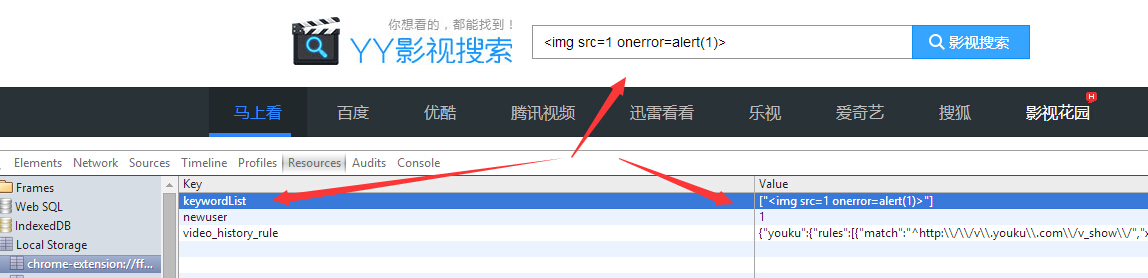 你想看的，都能找到！
YY影视搜索
<img src=1 onerror=alert(1)>
影视搜索
马上看 百度 优酷 腾讯视频 迅雷看看 乐视 爱奇艺 搜狐 影视花园 H
Elements Network Sources Timeline Profiles Resources Audits Console
Frames
Web SQL
IndexedDB
Local Storage
chrome-extension://ff...
Key Value
keywordList ["<img src=1 onerror=alert(1)>"]
newuser 1
video_history_rule {"youku":{"rules":[{"match":"^http:\\/\\/v\\.youku\\.com\\/v_show\\/","